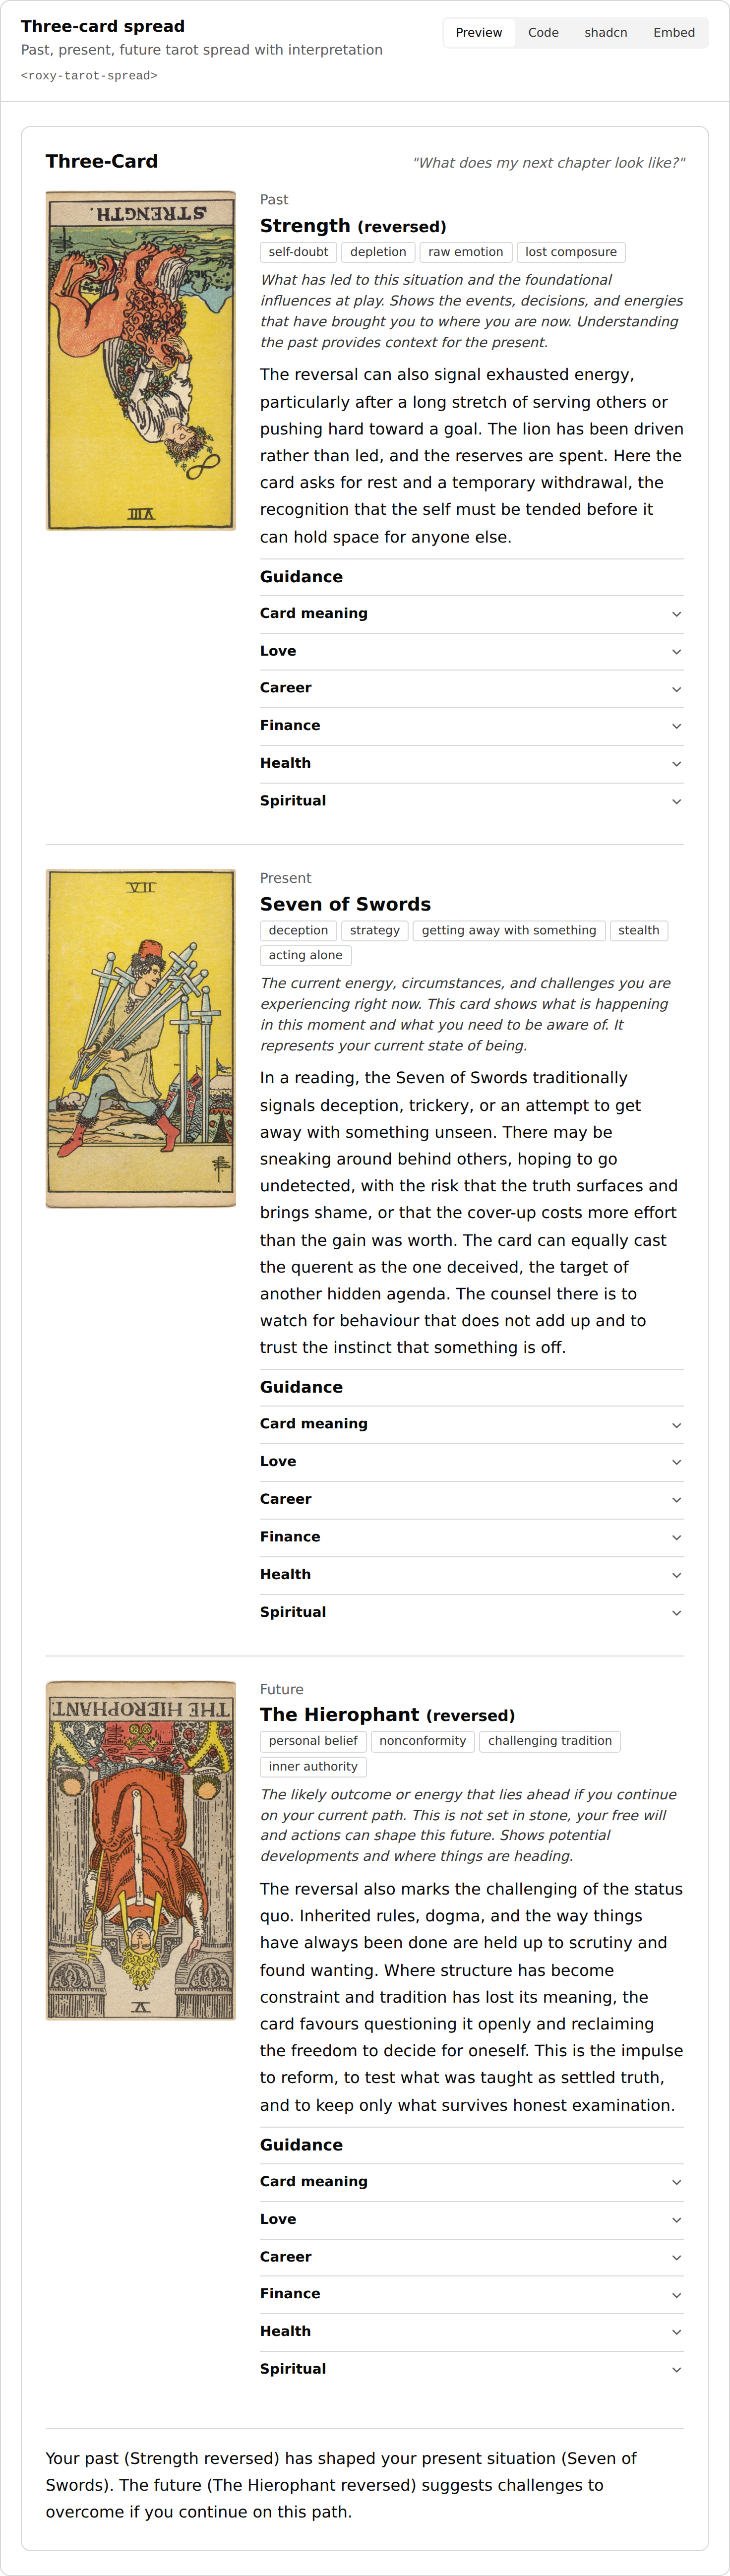 Three-card spread
Past, present, future tarot spread with interpretation
<roxy-tarot-spread>
Preview
Code
shadcn
Embed
Three-Card
"What does my next chapter look like?"
STRENGTH.
VIII
Past
Strength (reversed)
self-doubt
depletion
raw emotion
lost composure
What has led to this situation and the foundational
influences at play. Shows the events, decisions, and energies
that have brought you to where you are now. Understanding
the past provides context for the present.
The reversal can also signal exhausted energy,
particularly after a long stretch of serving others or
pushing hard toward a goal. The lion has been driven
rather than led, and the reserves are spent. Here the
card asks for rest and a temporary withdrawal, the
recognition that the self must be tended before it
can hold space for anyone else.
Guidance
Card meaning
Love
Career
Finance
Health
Spiritual
VII
Present
Seven of Swords
deception
strategy
getting away with something
stealth
acting alone
The current energy, circumstances, and challenges you are
experiencing right now. This card shows what is happening
in this moment and what you need to be aware of. It
represents your current state of being.
In a reading, the Seven of Swords traditionally
signals deception, trickery, or an attempt to get
away with something unseen. There may be
sneaking around behind others, hoping to go
undetected, with the risk that the truth surfaces and
brings shame, or that the cover-up costs more effort
than the gain was worth. The card can equally cast
the querent as the one deceived, the target of
another hidden agenda. The counsel there is to
watch for behaviour that does not add up and to
trust the instinct that something is off.
Guidance
Card meaning
Love
Career
Finance
Health
Spiritual
THE HIEROPHANT
V
Future
The Hierophant (reversed)
personal belief
nonconformity
challenging tradition
inner authority
The likely outcome or energy that lies ahead if you continue
on your current path. This is not set in stone, your free will
and actions can shape this future. Shows potential
developments and where things are heading.
The reversal also marks the challenging of the status
quo. Inherited rules, dogma, and the way things
have always been done are held up to scrutiny and
found wanting. Where structure has become
constraint and tradition has lost its meaning, the
card favours questioning it openly and reclaiming
the freedom to decide for oneself. This is the impulse
to reform, to test what was taught as settled truth,
and to keep only what survives honest examination.
Guidance
Card meaning
Love
Career
Finance
Health
Spiritual
Your past (Strength reversed) has shaped your present situation (Seven of
Swords). The future (The Hierophant reversed) suggests challenges to
overcome if you continue on this path.